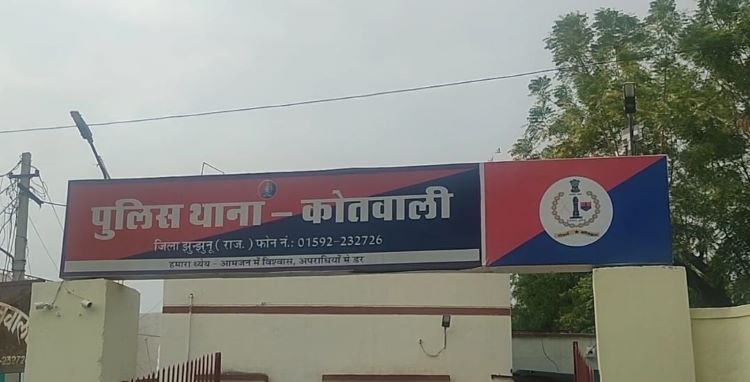 पुलिस थाना - कोतवाली
जिला झुन्झुनू ( राज. ) फोन नं.: 01592-232726
हमारा ध्येय - आमजन में विश्वास, अपराधियों मे डर